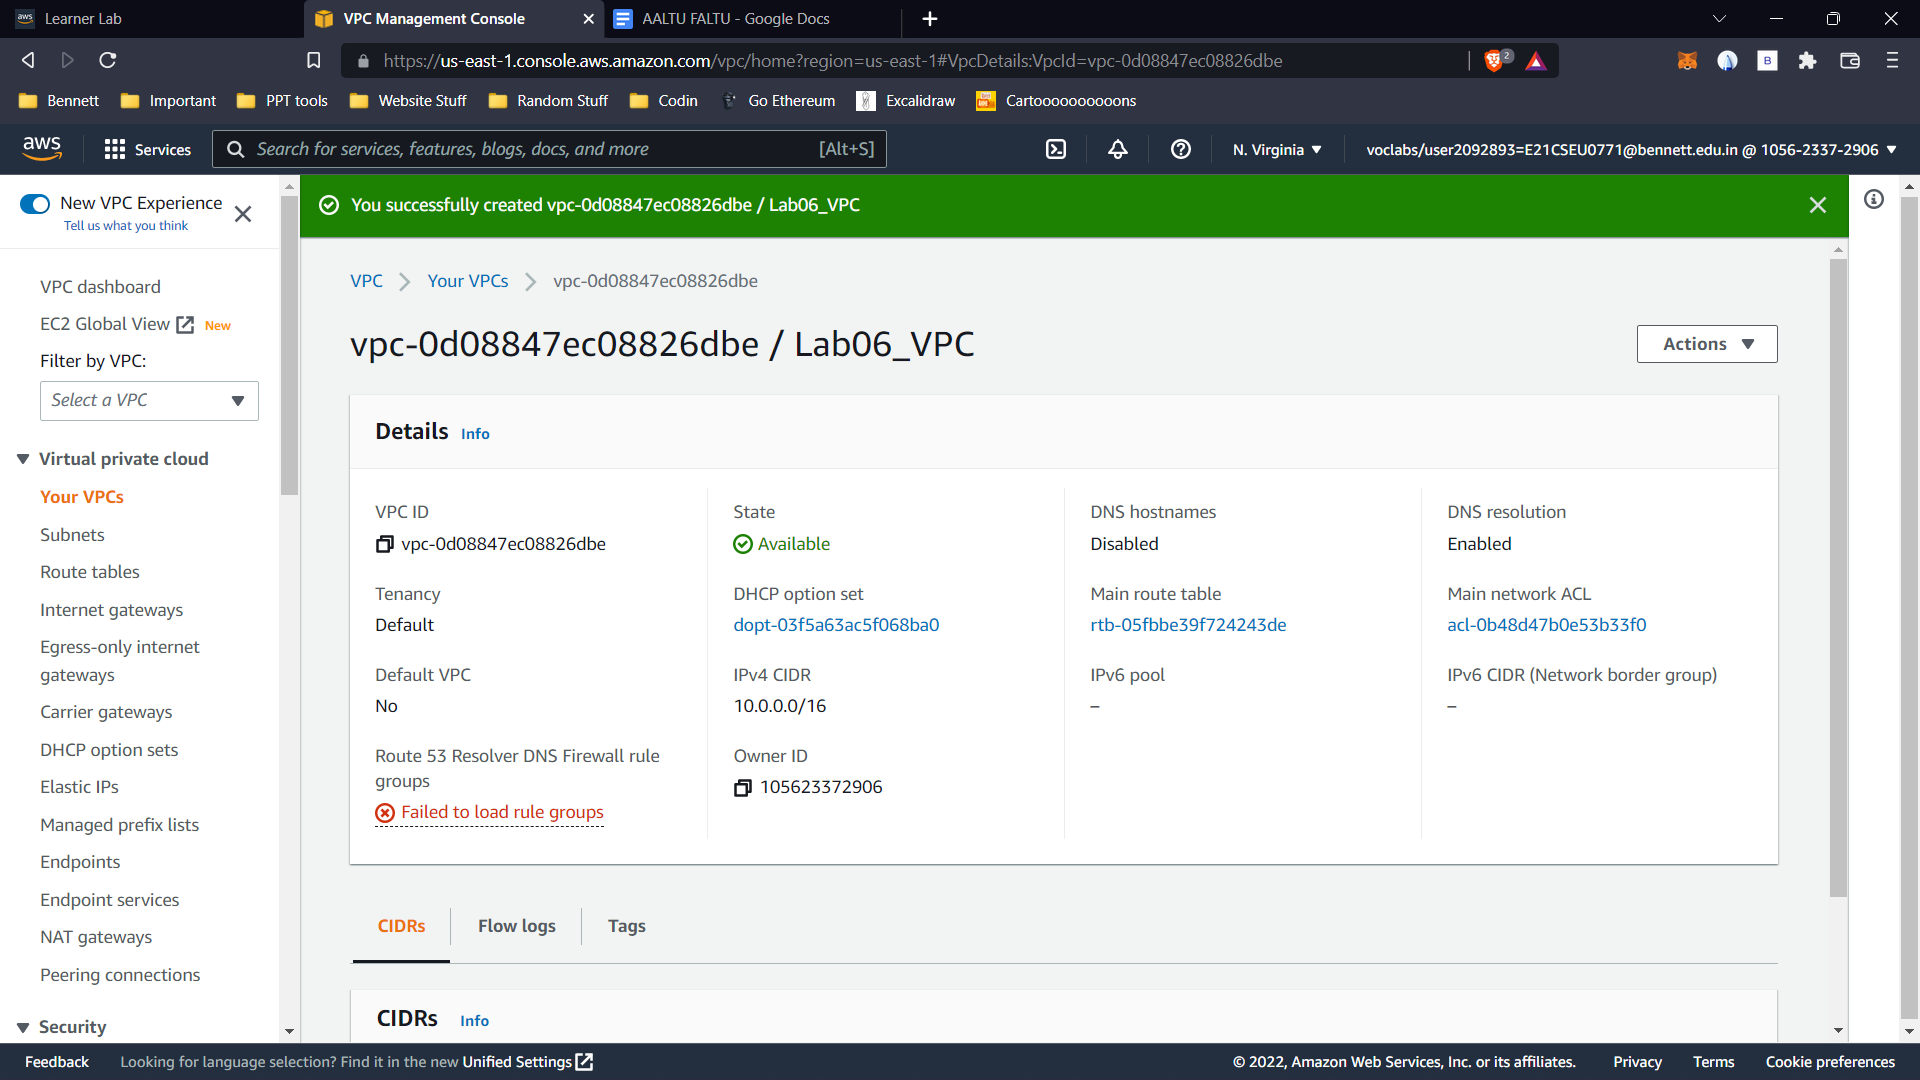 aws Learner Lab
VPC Management Console
AALTU FALTU - Google Docs
https://us-east-1.console.aws.amazon.com/vpc/home?region=us-east-1#VpcDetails:VpcId=vpc-0d08847ec08826dbe
2
B
Bennett
Important
PPT tools
Website Stuff
Random Stuff
Codin
Go Ethereum
Excalidraw
Cartoooooooooons
aws
Services
Search for services, features, blogs, docs, and more
[Alt+S]
N. Virginia
voclabs/user2092893=E21CSEU0771@bennett.edu.in @ 1056-2337-2906
New VPC Experience
Tell us what you think
VPC dashboard
EC2 Global View New
Filter by VPC:
Select a VPC
Virtual private cloud
Your VPCs
Subnets
Route tables
Internet gateways
Egress-only internet
gateways
Carrier gateways
DHCP option sets
Elastic IPs
Managed prefix lists
Endpoints
Endpoint services
NAT gateways
Peering connections
Security
You successfully created vpc-0d08847ec08826dbe / Lab06_VPC
VPC
Your VPCs
vpc-0d08847ec08826dbe
vpc-0d08847ec08826dbe / Lab06_VPC
Actions
Details Info
VPC ID
vpc-0d08847ec08826dbe
State
Available
DNS hostnames
Disabled
DNS resolution
Enabled
Tenancy
Default
DHCP option set
dopt-03f5a63ac5f068ba0
Main route table
rtb-05fbbe39f724243de
Main network ACL
acl-0b48d47b0e53b33f0
Default VPC
No
IPv4 CIDR
10.0.0.0/16
IPv6 pool
–
IPv6 CIDR (Network border group)
–
Route 53 Resolver DNS Firewall rule
groups
Failed to load rule groups
Owner ID
105623372906
CIDRs
Flow logs
Tags
CIDRs Info
Feedback
Looking for language selection? Find it in the new Unified Settings
© 2022, Amazon Web Services, Inc. or its affiliates.
Privacy
Terms
Cookie preferences